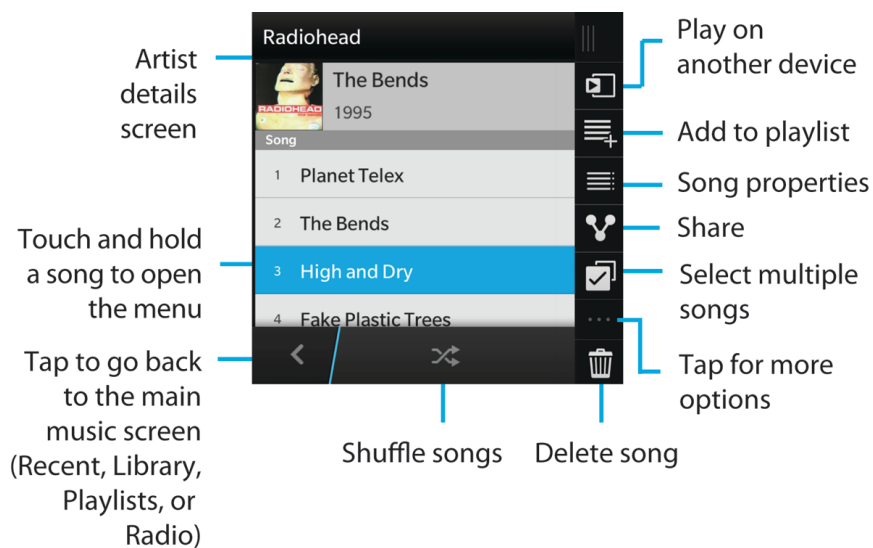 Artist
details
screen
Touch and hold
a song to open
the menu
Tap to go back
to the main
music screen
(Recent, Library,
Playlists, or
Radio)
Radiohead
RADIOHEAD
The Bends
1995
Song
1 Planet Telex
2 The Bends
3 High and Dry
4 Fake Plastic Trees
Shuffle songs
Delete song
Play on
another device
Add to playlist
Song properties
Share
Select multiple
songs
Tap for more
options